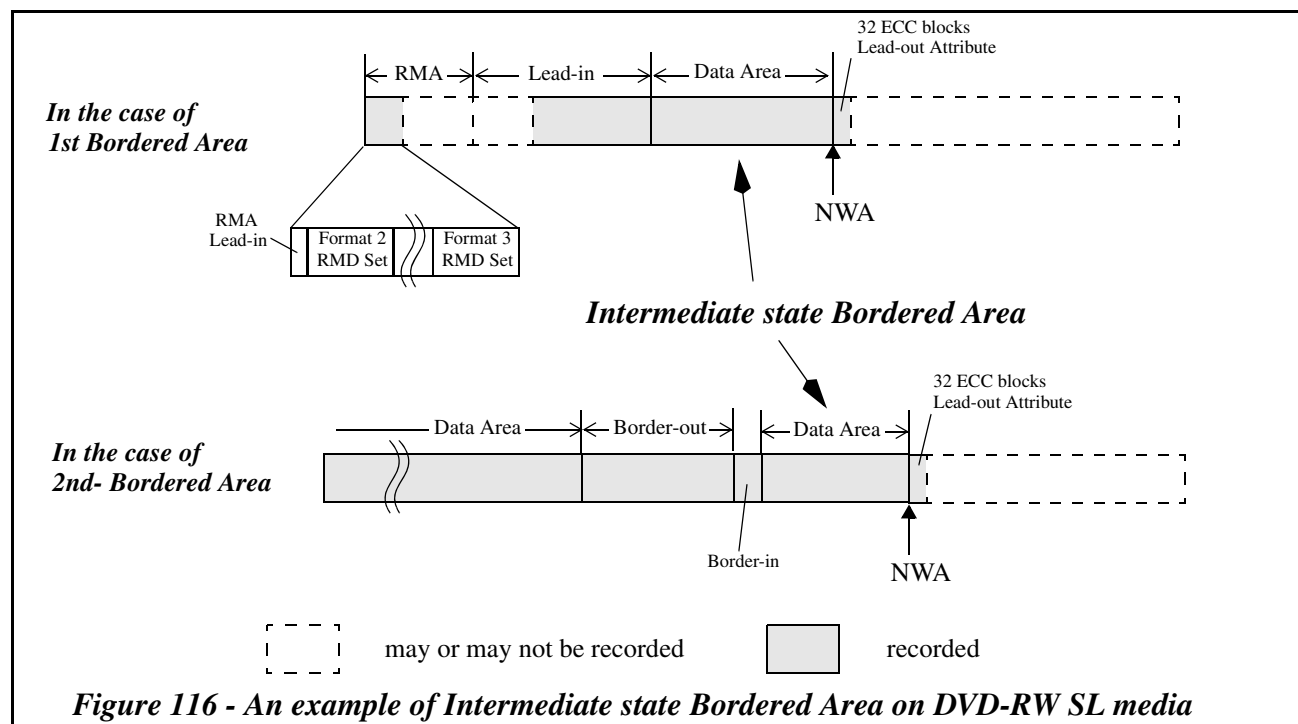 32 ECC blocks
Lead-out Attribute
RMA
Lead-in
Data Area
In the case of
1st Bordered Area
NWA
RMA
Lead-in
Format 2
RMD Set
Format 3
RMD Set
Intermediate state Bordered Area
32 ECC blocks
Lead-out Attribute
Data Area
Border-out
Data Area
In the case of
2nd- Bordered Area
Border-in
NWA
may or may not be recorded
recorded
Figure 116 - An example of Intermediate state Bordered Area on DVD-RW SL media